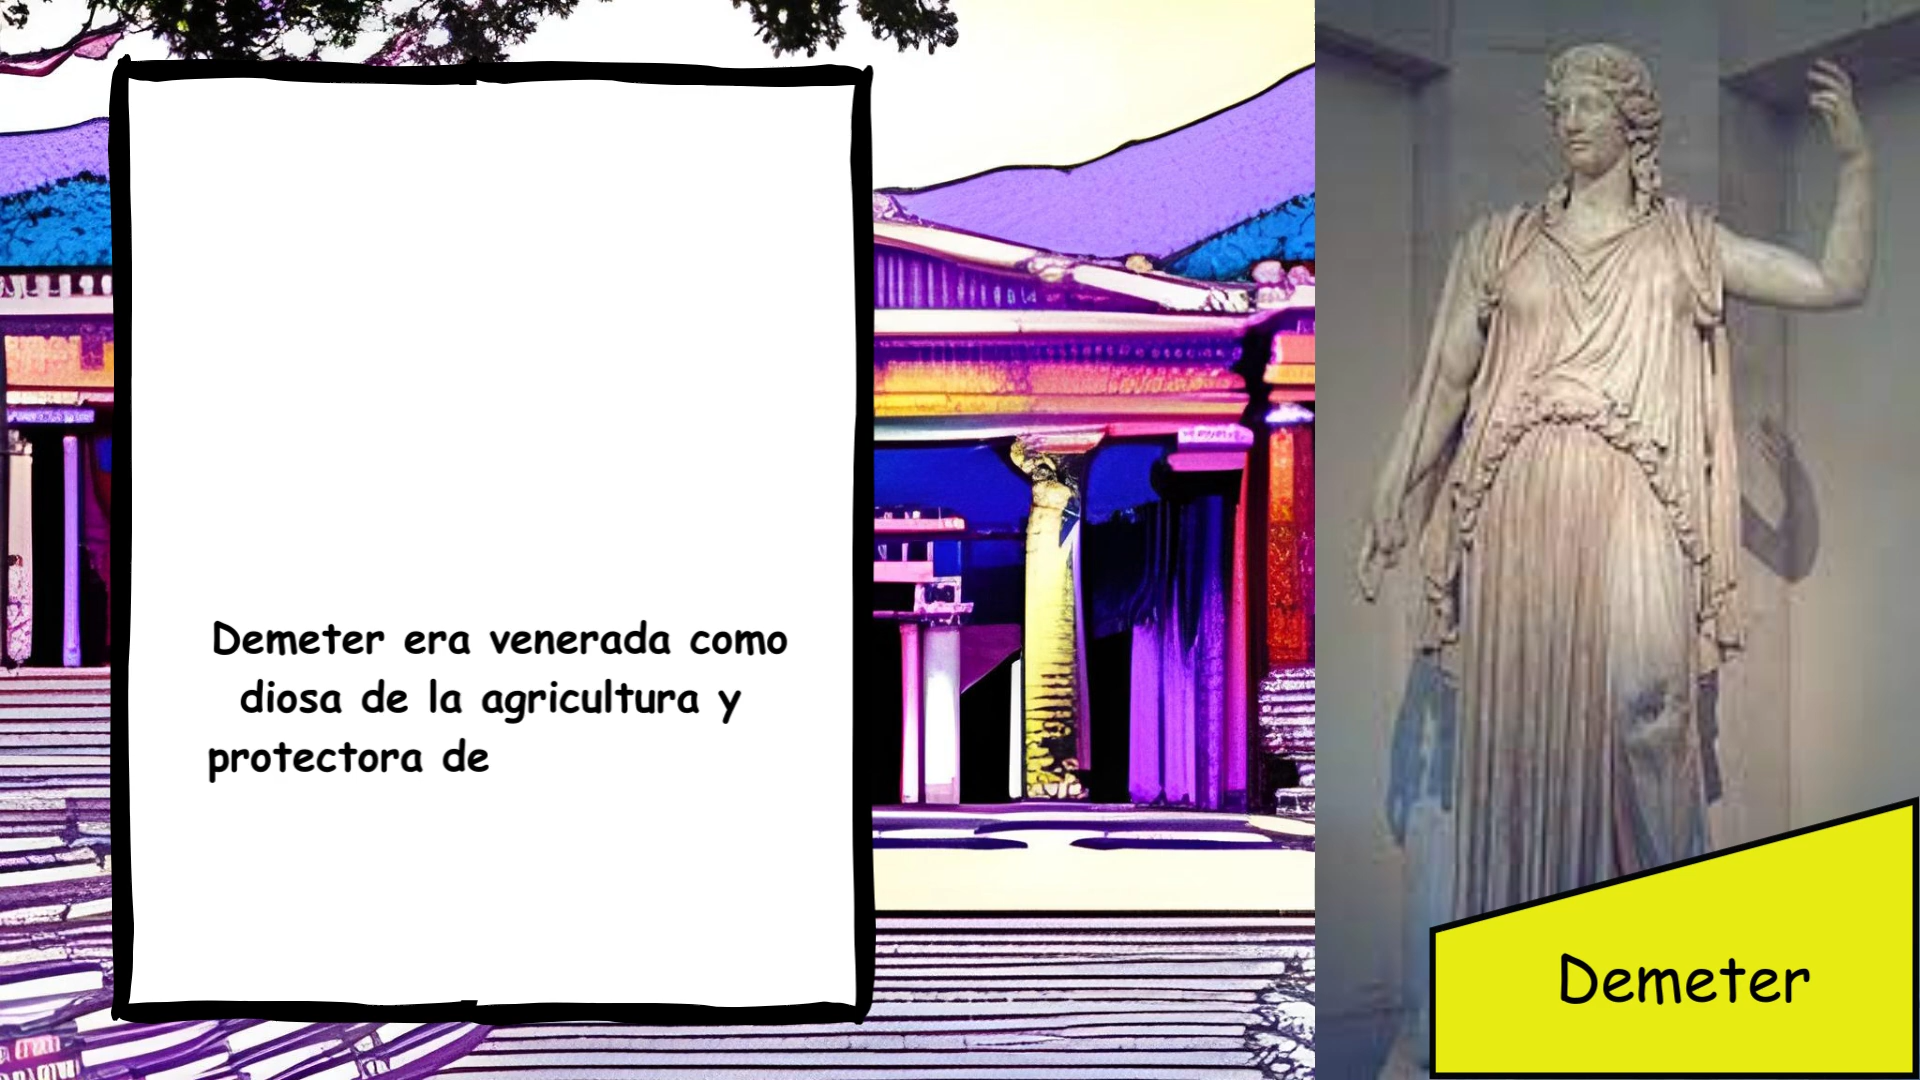 Demeter era venerada como
diosa de la agricultura y
protectora de
Demeter